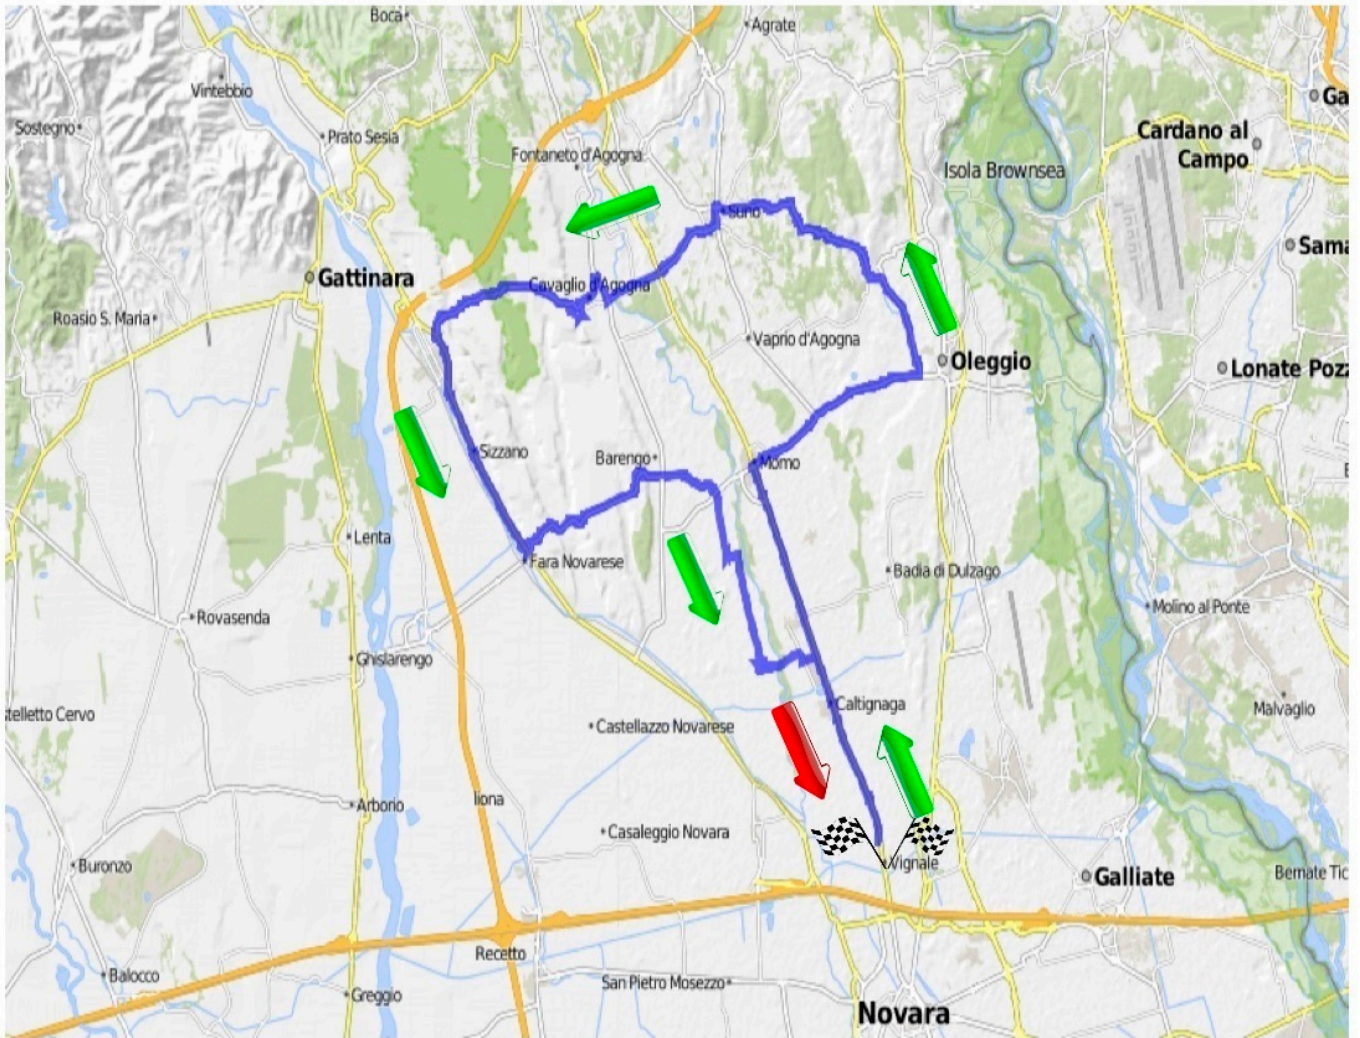 Boca
Agrate
Vintebbio
Ga
Sostegno
Prato Sesia
Cardano al
Campo
Fontaneto d'Agogna
Isola Brownsea
Suno
Sama
Gattinara
Cavaglio d'Agogna
Roasio S. Maria
Vaprio d'Agogna
Oleggio
Lonate Pozz
Sizzano
Barengo
Momo
Lenta
Fara Novarese
Badia di Dulzago
Rovasenda
Molino al Ponte
Ghislarengo
stelletto Cervo
Castellazzo Novarese
Caltignaga
Malvaglio
Arborio
liona
Casaleggio Novara
Buronzo
Vignale
Galliate
Bernate Tic
Recetto
Balocco
San Pietro Mosezzo
Greggio
Novara